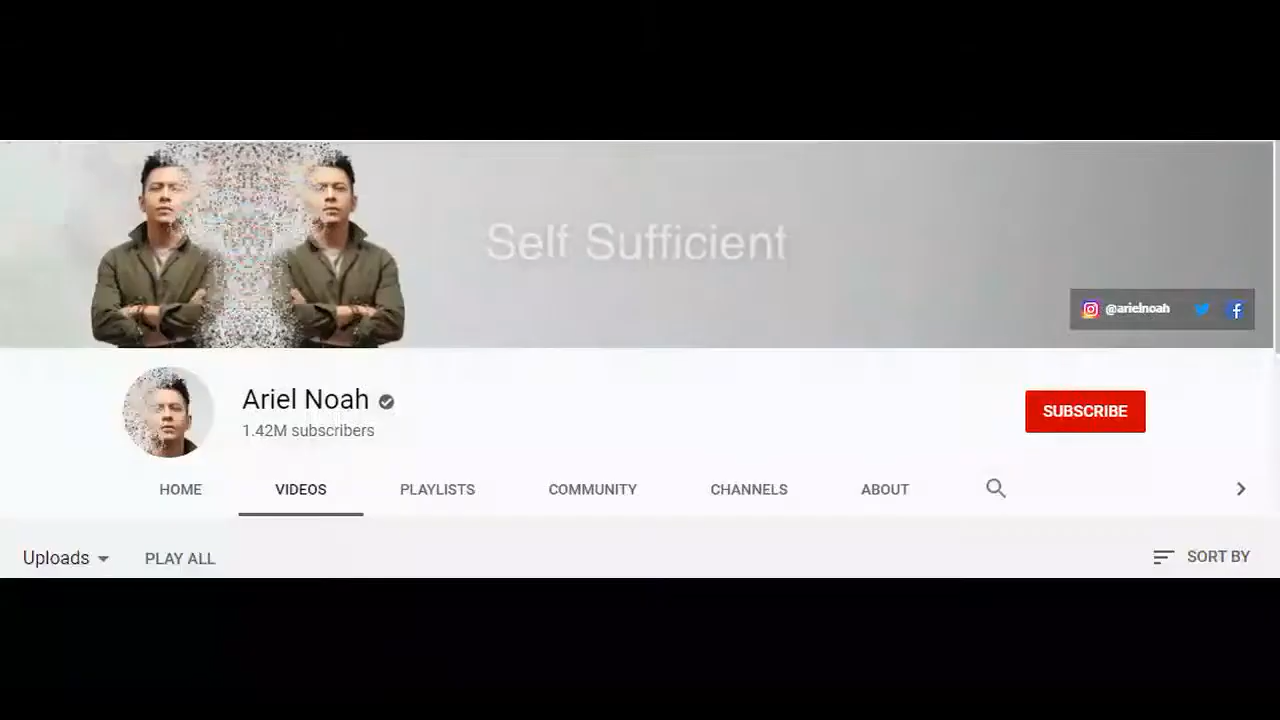 Self Sufficient
@arielnoah
Ariel Noah
1.42M subscribers
SUBSCRIBE
HOME VIDEOS PLAYLISTS COMMUNITY CHANNELS ABOUT
Uploads PLAY ALL SORT BY